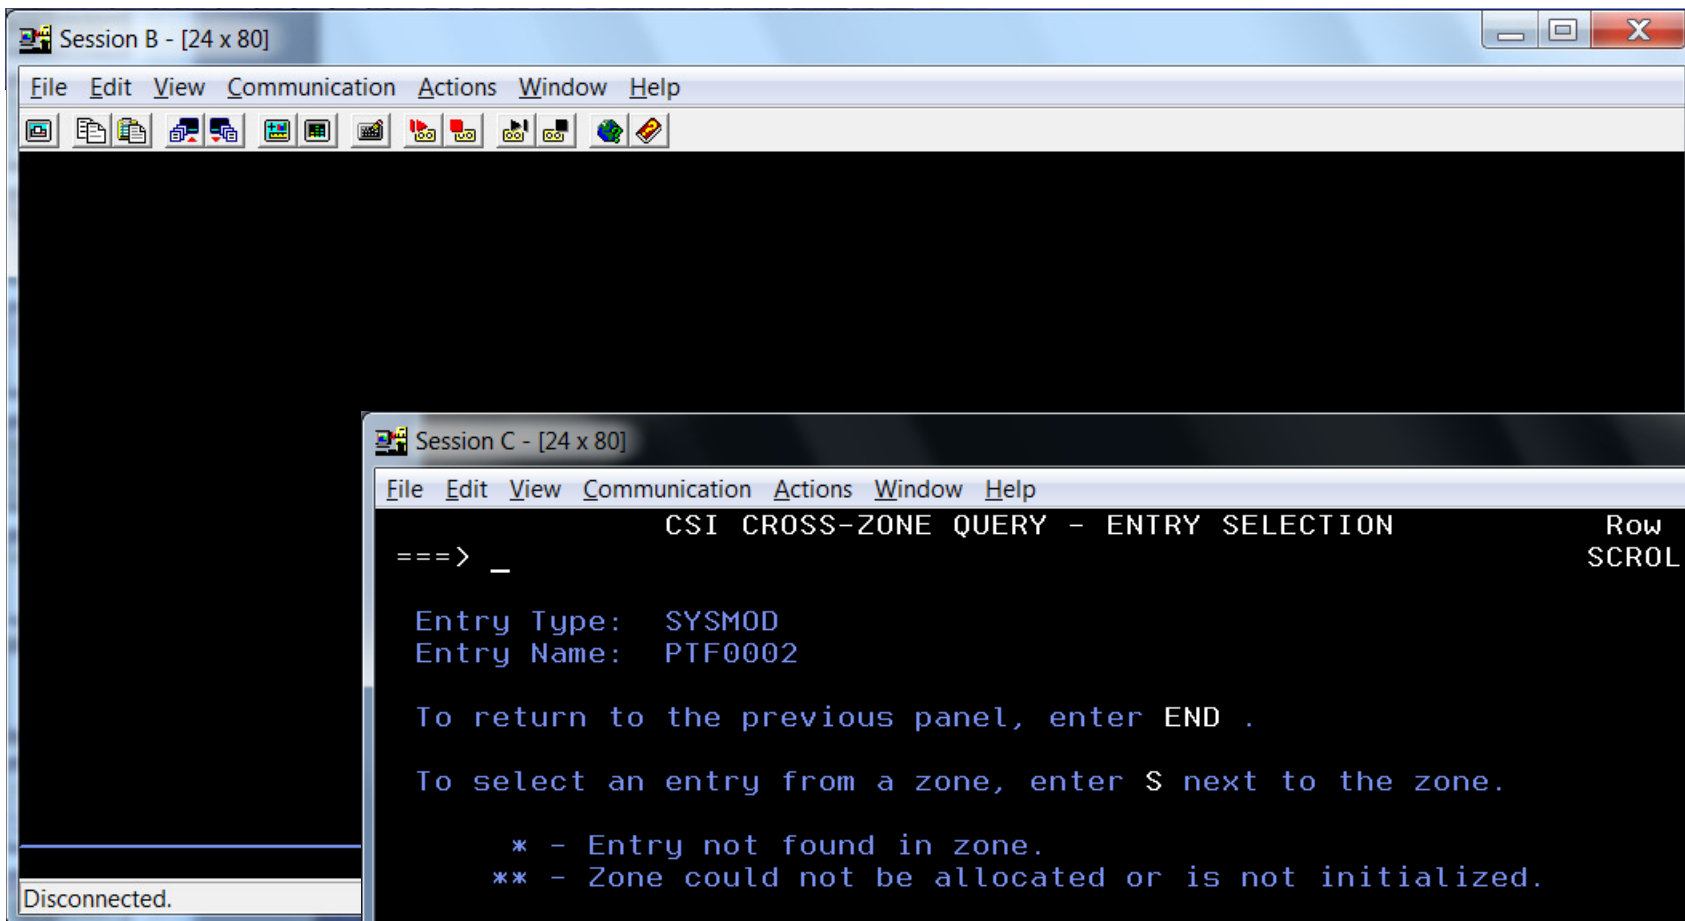 Session B - [24 x 80]
File Edit View Communication Actions Window Help
Session C - [24 x 80]
File Edit View Communication Actions Window Help
CSI CROSS-ZONE QUERY - ENTRY SELECTION Row
===> _ SCROL
Entry Type: SYSMOD
Entry Name: PTF0002
To return to the previous panel, enter END .
To select an entry from a zone, enter S next to the zone.
* - Entry not found in zone.
** - Zone could not be allocated or is not initialized.
Disconnected.